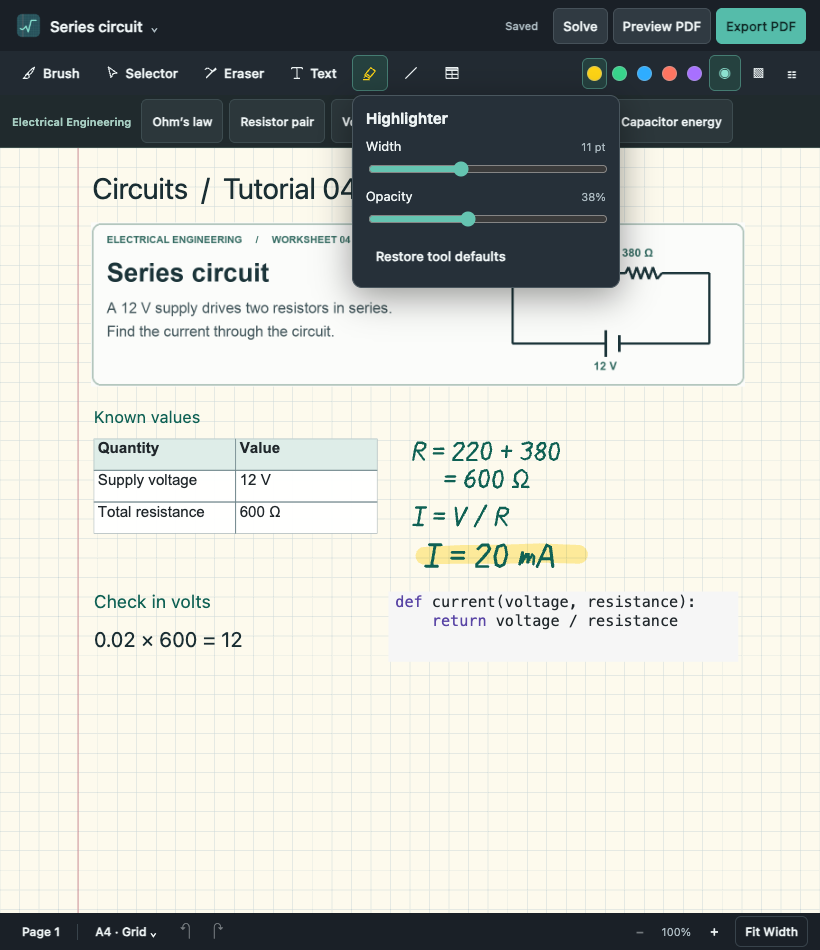 Series circuit
Saved
Solve
Preview PDF
Export PDF
Brush
Selector
Eraser
Text
Electrical Engineering
Ohm's law
Resistor pair
Capacitor energy
Highlighter
Width
11 pt
Opacity
38%
Restore tool defaults
Circuits / Tutorial 04
ELECTRICAL ENGINEERING / WORKSHEET 04
Series circuit
A 12 V supply drives two resistors in series.
Find the current through the circuit.
380 Ω
12 V
Known values
Quantity Value
Supply voltage 12 V
Total resistance 600 Ω
R = 220 + 380
= 600 Ω
I = V / R
I = 20 mA
Check in volts
0.02 × 600 = 12
def current(voltage, resistance):
return voltage / resistance
Page 1
A4 · Grid
100%
Fit Width